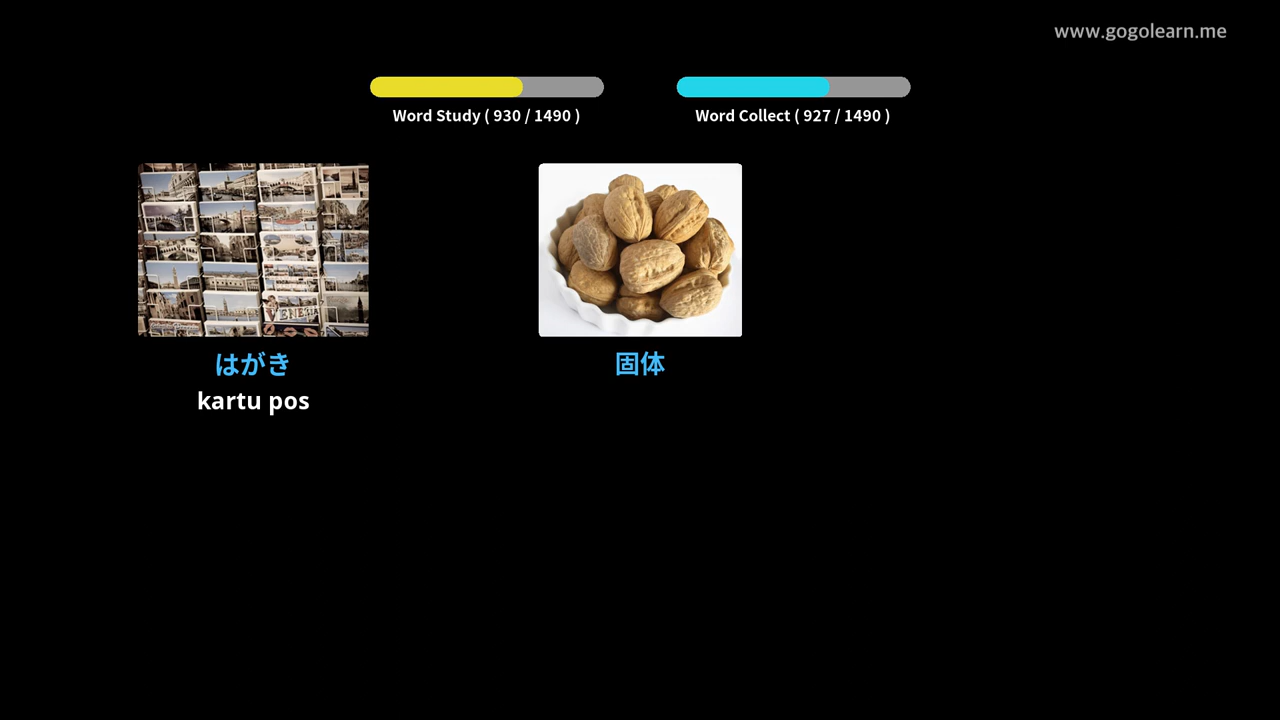 www.gogolearn.me
Word Study ( 930 / 1490 )
Word Collect ( 927 / 1490 )
はがき
kartu pos
固体